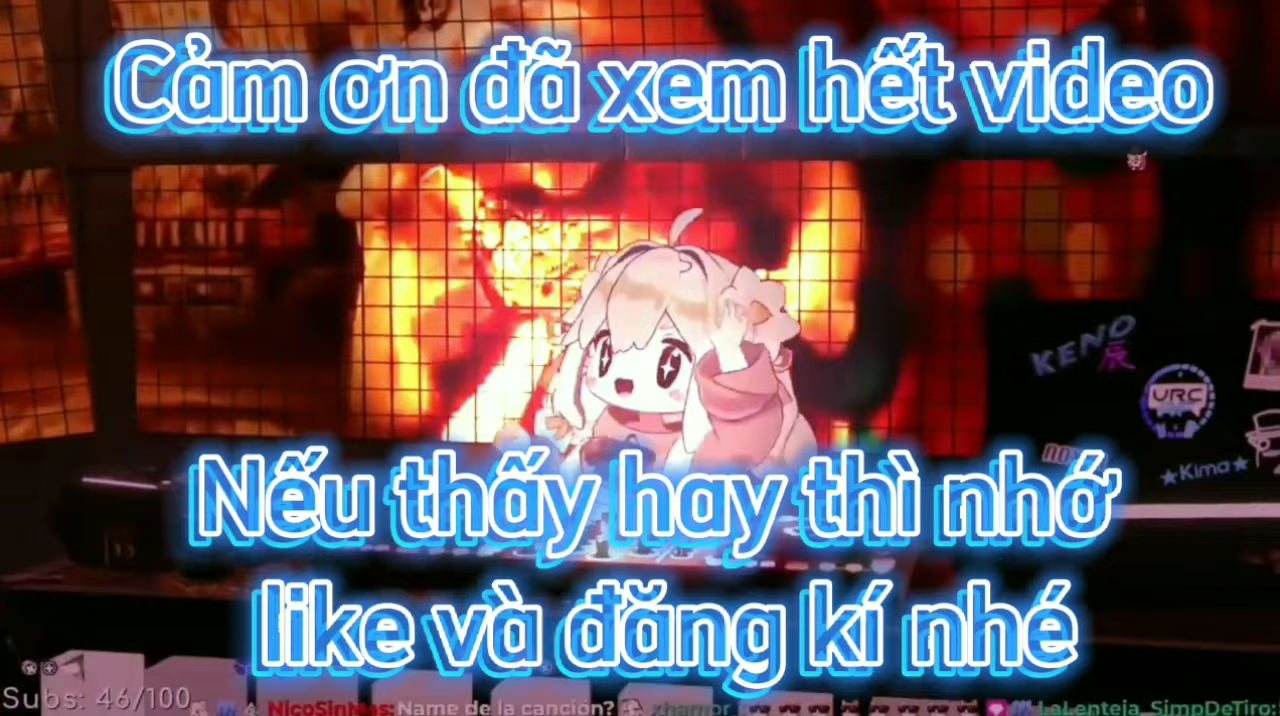 Cảm ơn đã xem hết video
KENO
URC
★Kima★
Nếu thấy hay thì nhớ
like và đăng kí nhé
Subs: 46/100
Name de la canción?
LaLenteja_SimpDeTiro: